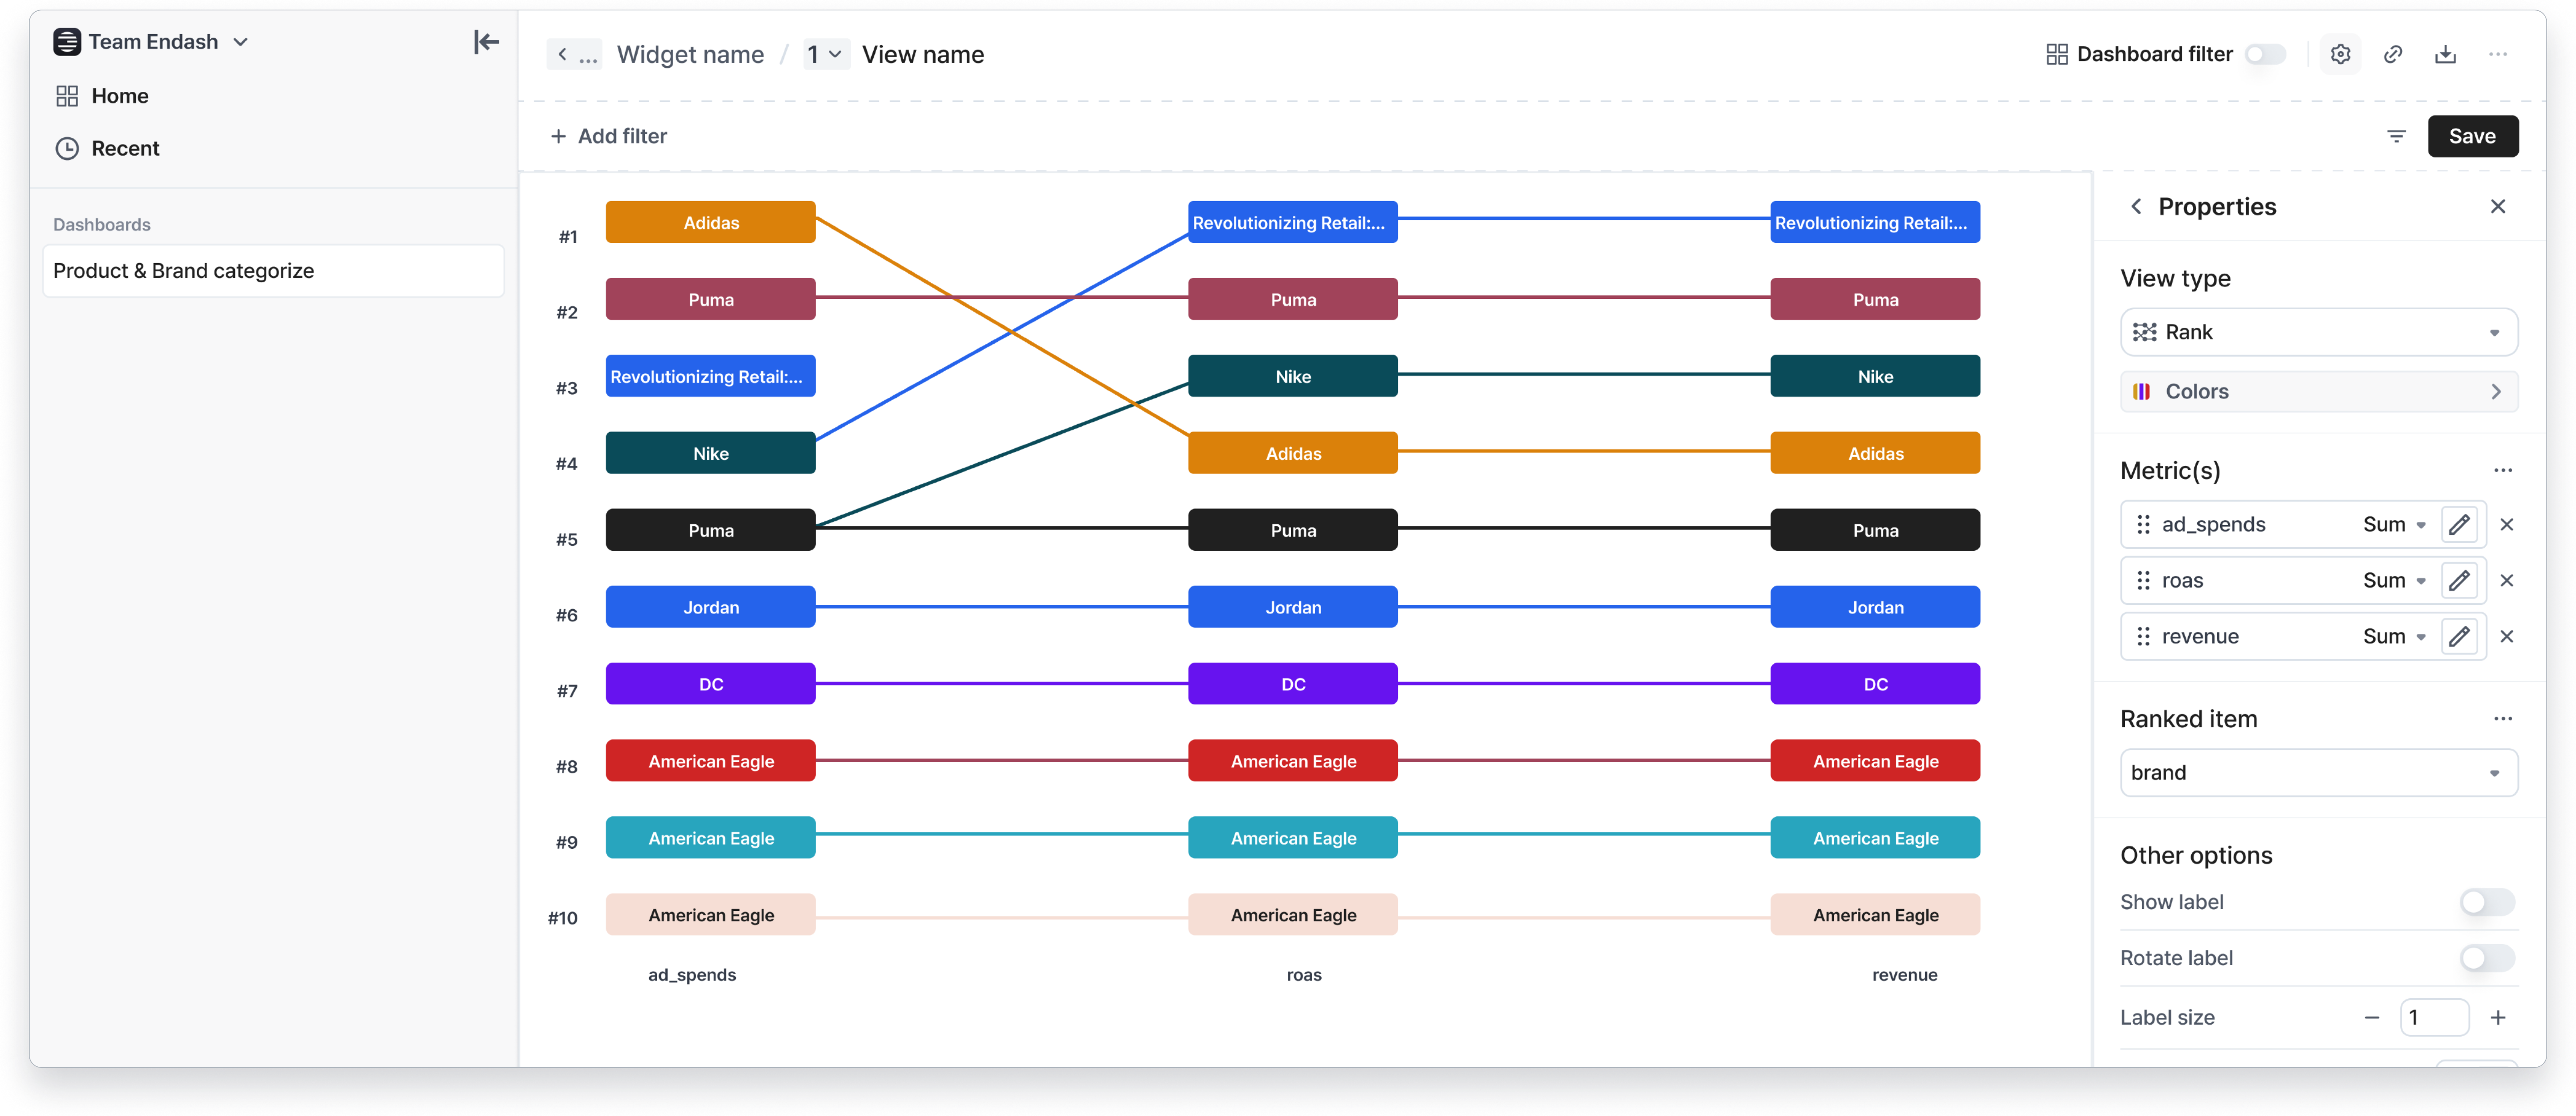 Team Endash
Home
Recent
Dashboards
Product & Brand categorize
... Widget name / 1 View name
Dashboard filter
+ Add filter
Save
#1 Adidas Revolutionizing Retail:... Revolutionizing Retail:...
#2 Puma Puma Puma
#3 Revolutionizing Retail:... Nike Nike
#4 Nike Adidas Adidas
#5 Puma Puma Puma
#6 Jordan Jordan Jordan
#7 DC DC DC
#8 American Eagle American Eagle American Eagle
#9 American Eagle American Eagle American Eagle
#10 American Eagle American Eagle American Eagle
ad_spends roas revenue
Properties
View type
Rank
Colors
Metric(s)
ad_spends Sum
roas Sum
revenue Sum
Ranked item
brand
Other options
Show label
Rotate label
Label size − 1 +